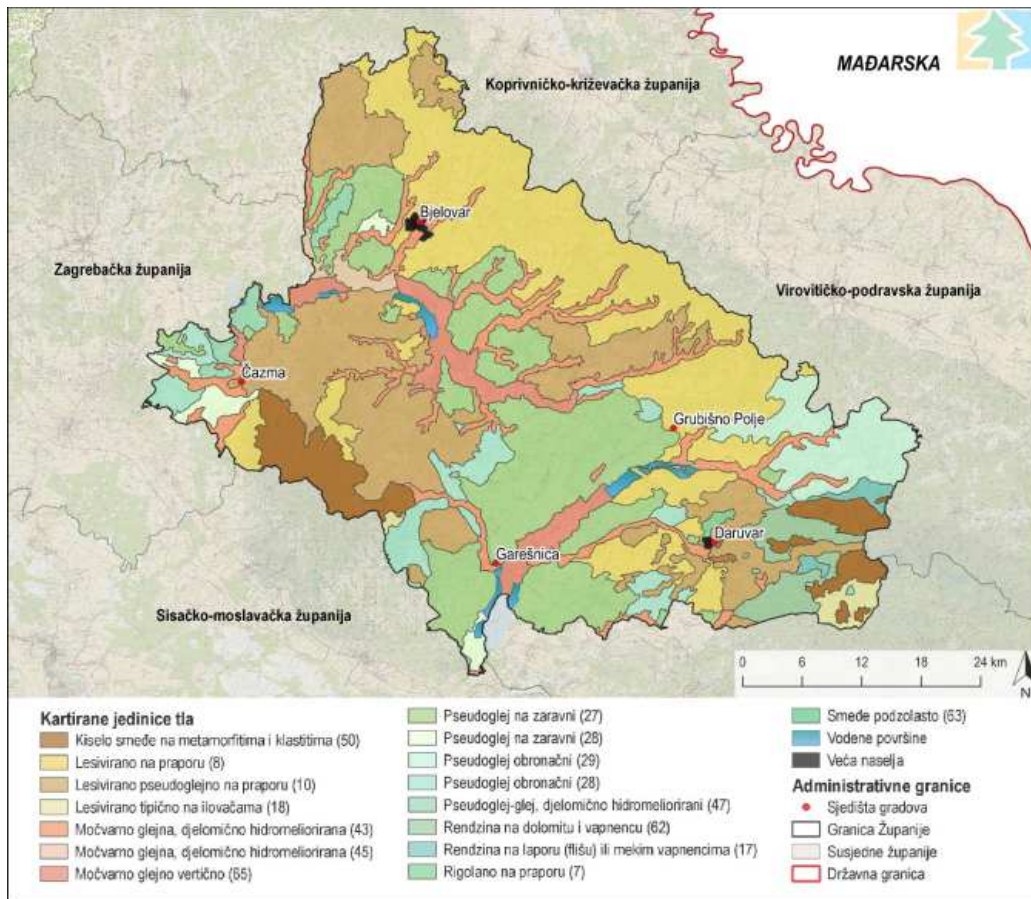 MAĐARSKA
Koprivničko-križevačka županija
Bjelovar
Zagrebačka županija
Virovitičko-podravska županija
Čazma
Grubišno Polje
Daruvar
Garešnica
Sisačko-moslavačka županija
0 6 12 18 24 km
N
Kartirane jedinice tla
Kiselo smeđe na metamorfitima i klastitima (50)
Lesivirano na praporu (8)
Lesivirano pseudoglejno na praporu (10)
Lesivirano tipično na ilovačama (18)
Močvarno glejna, djelomično hidromeliorirana (43)
Močvarno glejna, djelomično hidromeliorirana (45)
Močvarno glejno vertično (65)
Pseudoglej na zaravni (27)
Pseudoglej na zaravni (28)
Pseudoglej obronačni (29)
Pseudoglej obronačni (28)
Pseudoglej-glej, djelomično hidromeliorirani (47)
Rendzina na dolomitu i vapnencu (62)
Rendzina na laporu (flišu) ili mekim vapnencima (17)
Rigolano na praporu (7)
Smeđe podzolasto (63)
Vodene površine
Veća naselja
Administrativne granice
Sjedišta gradova
Granica Županije
Susjedne županije
Državna granica